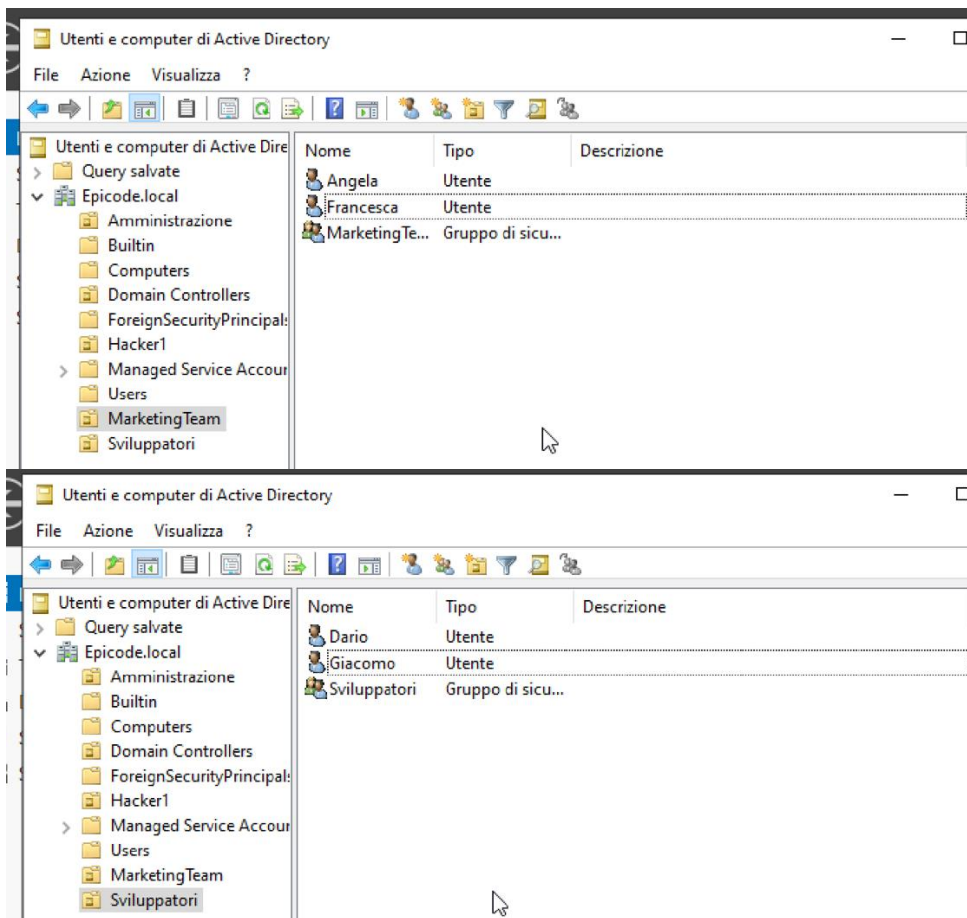 Utenti e computer di Active Directory
File Azione Visualizza ?
Utenti e computer di Active Dire
Query salvate
Epicode.local
Amministrazione
Builtin
Computers
Domain Controllers
ForeignSecurityPrincipal
Hacker1
Managed Service Accour
Users
MarketingTeam
Sviluppatori
Nome Tipo Descrizione
Angela Utente
Francesca Utente
MarketingTe... Gruppo di sicu...
Utenti e computer di Active Directory
File Azione Visualizza ?
Utenti e computer di Active Dire
Query salvate
Epicode.local
Amministrazione
Builtin
Computers
Domain Controllers
ForeignSecurityPrincipal
Hacker1
Managed Service Accour
Users
MarketingTeam
Sviluppatori
Nome Tipo Descrizione
Dario Utente
Giacomo Utente
Sviluppatori Gruppo di sicu...